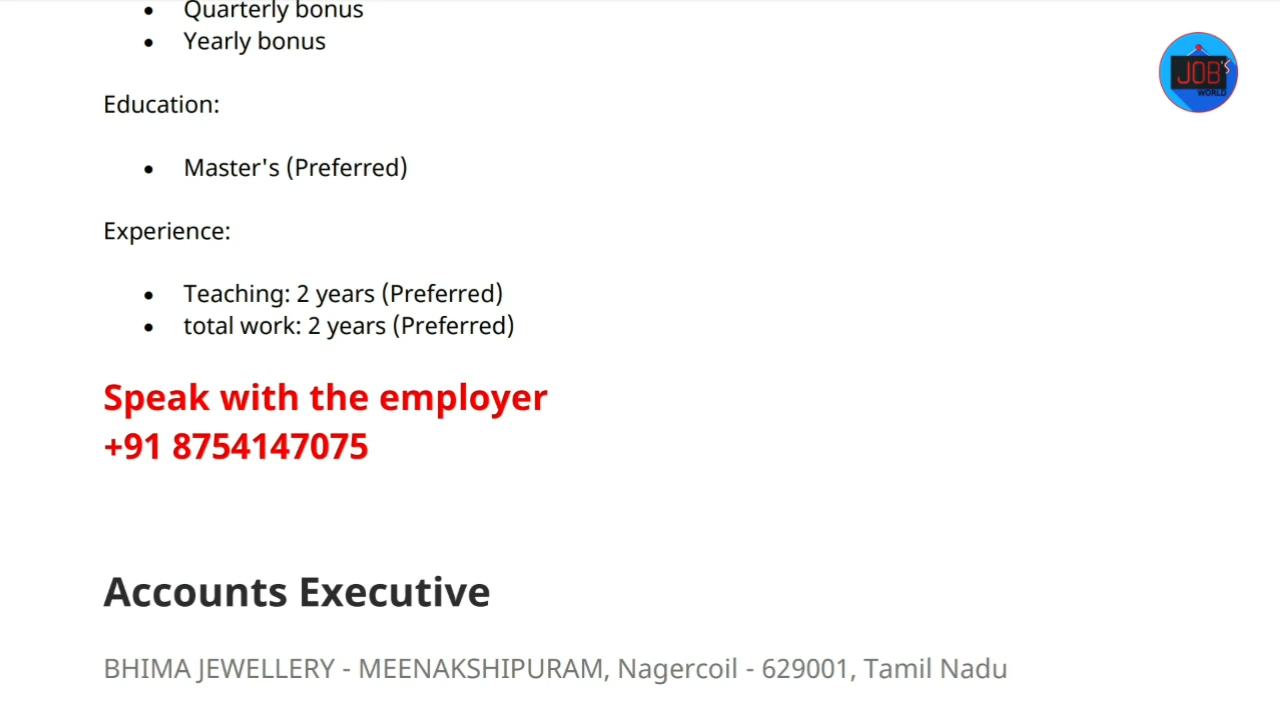 Quarterly bonus
Yearly bonus
JOB'S
WORLD
Education:
Master's (Preferred)
Experience:
Teaching: 2 years (Preferred)
total work: 2 years (Preferred)
Speak with the employer
+91 8754147075
Accounts Executive
BHIMA JEWELLERY - MEENAKSHIPURAM, Nagercoil - 629001, Tamil Nadu